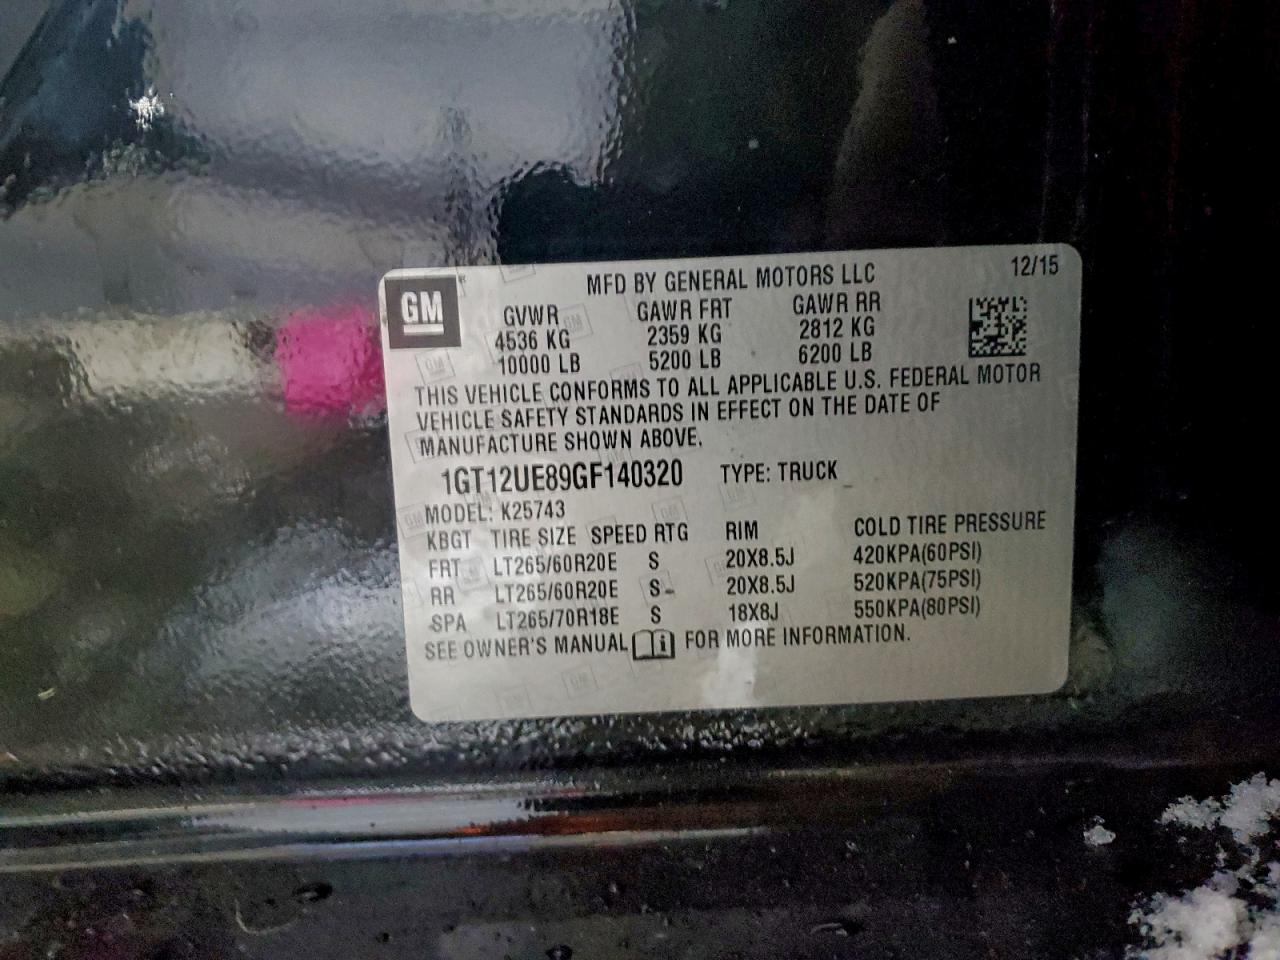 MFD BY GENERAL MOTORS LLC 12/15
GM
GVWR GAWR FRT GAWR RR
4536 KG 2359 KG 2812 KG
10000 LB 5200 LB 6200 LB
THIS VEHICLE CONFORMS TO ALL APPLICABLE U.S. FEDERAL MOTOR
VEHICLE SAFETY STANDARDS IN EFFECT ON THE DATE OF
MANUFACTURE SHOWN ABOVE.
1GT12UE89GF140320 TYPE: TRUCK
MODEL: K25743
KBGT TIRE SIZE SPEED RTG RIM COLD TIRE PRESSURE
FRT LT265/60R20E S 20X8.5J 420KPA(60PSI)
RR LT265/60R20E S 20X8.5J 520KPA(75PSI)
SPA LT265/70R18E S 18X8J 550KPA(80PSI)
SEE OWNER'S MANUAL FOR MORE INFORMATION.